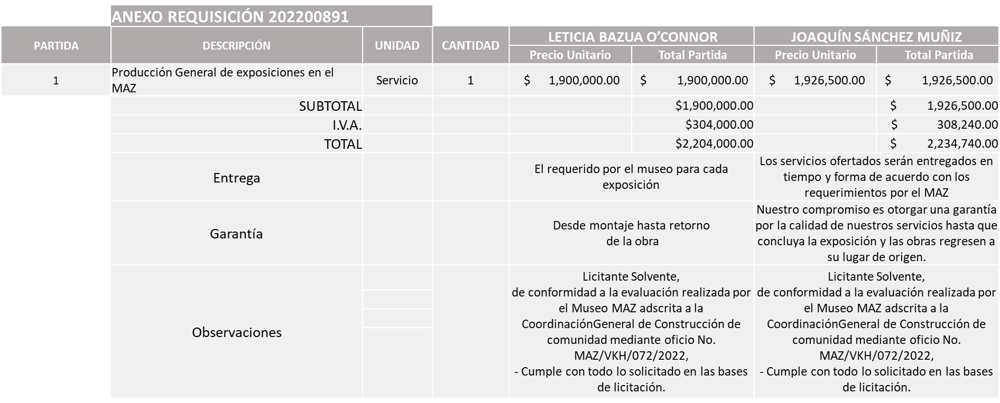 ANEXO REQUISICIÓN 202200891
PARTIDA DESCRIPCIÓN UNIDAD CANTIDAD LETICIA BAZUA O’CONNOR JOAQUÍN SÁNCHEZ MUÑIZ
Precio Unitario Total Partida Precio Unitario Total Partida
1 Producción General de exposiciones en el
MAZ Servicio 1 $ 1,900,000.00 $ 1,900,000.00 $ 1,926,500.00 $ 1,926,500.00
SUBTOTAL $1,900,000.00 $ 1,926,500.00
I.V.A. $304,000.00 $ 308,240.00
TOTAL $2,204,000.00 $ 2,234,740.00
Entrega
El requerido por el museo para cada
exposición
Los servicios ofertados serán entregados en
tiempo y forma de acuerdo con los
requerimientos por el MAZ
Garantía
Desde montaje hasta retorno
de la obra
Nuestro compromiso es otorgar una garantía
por la calidad de nuestros servicios hasta que
concluya la exposición y las obras regresen a
su lugar de origen.
Observaciones
Licitante Solvente,
de conformidad a la evaluación realizada por
el Museo MAZ adscrita a la
CoordinaciónGeneral de Construcción de
comunidad mediante oficio No.
MAZ/VKH/072/2022,
- Cumple con todo lo solicitado en las bases
de licitación.
Licitante Solvente,
de conformidad a la evaluación realizada por
el Museo MAZ adscrita a la
CoordinaciónGeneral de Construcción de
comunidad mediante oficio No.
MAZ/VKH/072/2022,
- Cumple con todo lo solicitado en las bases
de licitación.